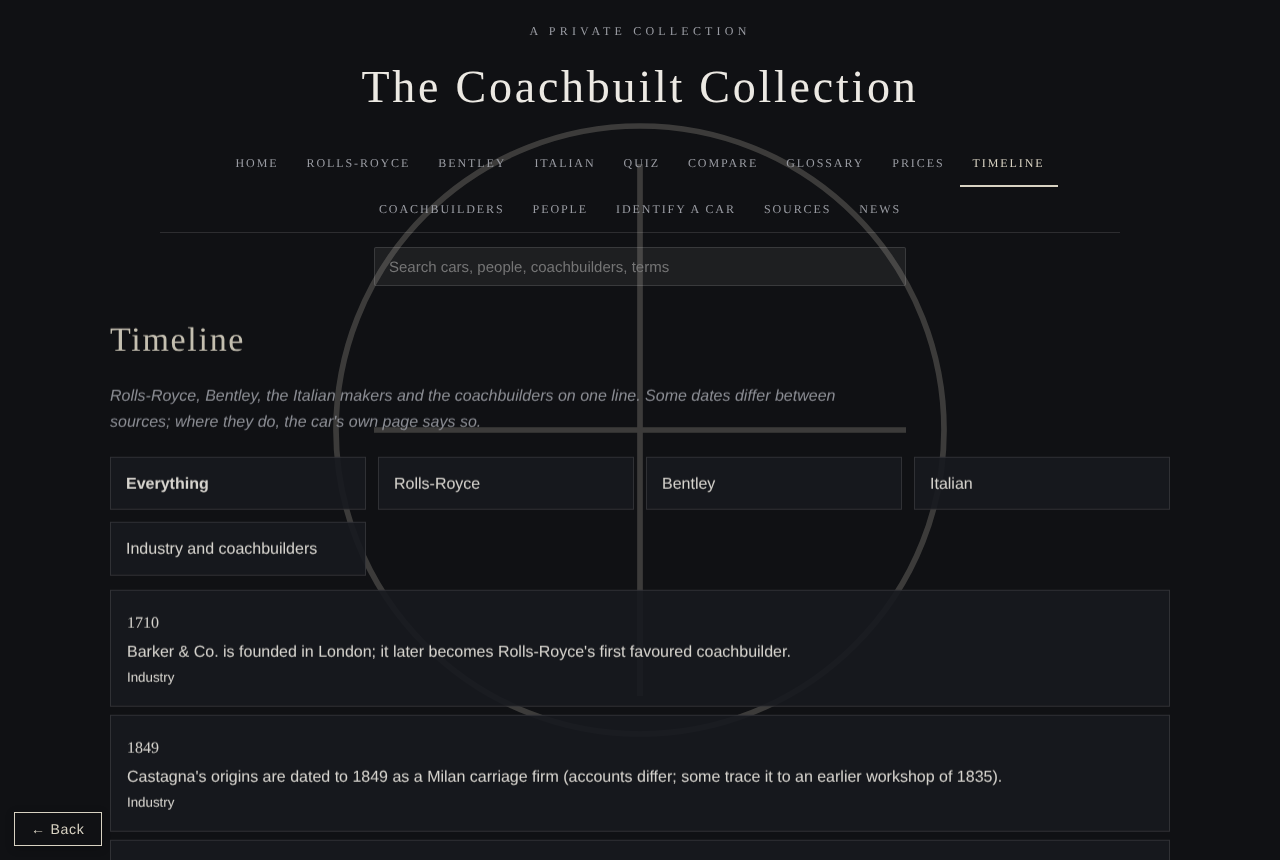 A PRIVATE COLLECTION
The Coachbuilt Collection
HOME ROLLS-ROYCE BENTLEY ITALIAN QUIZ COMPARE GLOSSARY PRICES TIMELINE
COACHBUILDERS PEOPLE IDENTIFY A CAR SOURCES NEWS
Search cars, people, coachbuilders, terms
Timeline
Rolls-Royce, Bentley, the Italian makers and the coachbuilders on one line. Some dates differ between
sources; where they do, the car's own page says so.
Everything Rolls-Royce Bentley Italian
Industry and coachbuilders
1710
Barker & Co. is founded in London; it later becomes Rolls-Royce's first favoured coachbuilder.
Industry
1849
Castagna's origins are dated to 1849 as a Milan carriage firm (accounts differ; some trace it to an earlier workshop of 1835).
Industry
← Back